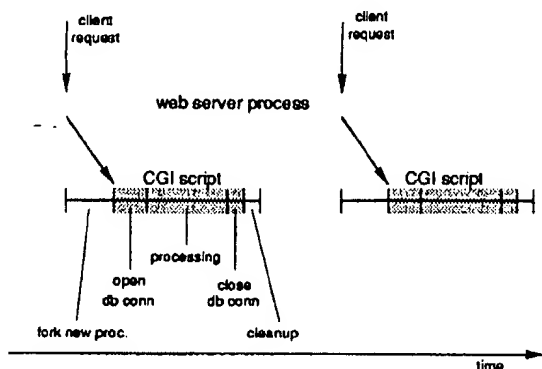 client
request
client
request
web server process
CGI script
CGI script
processing
open
db conn
close
db conn
fork new proc.
cleanup
time